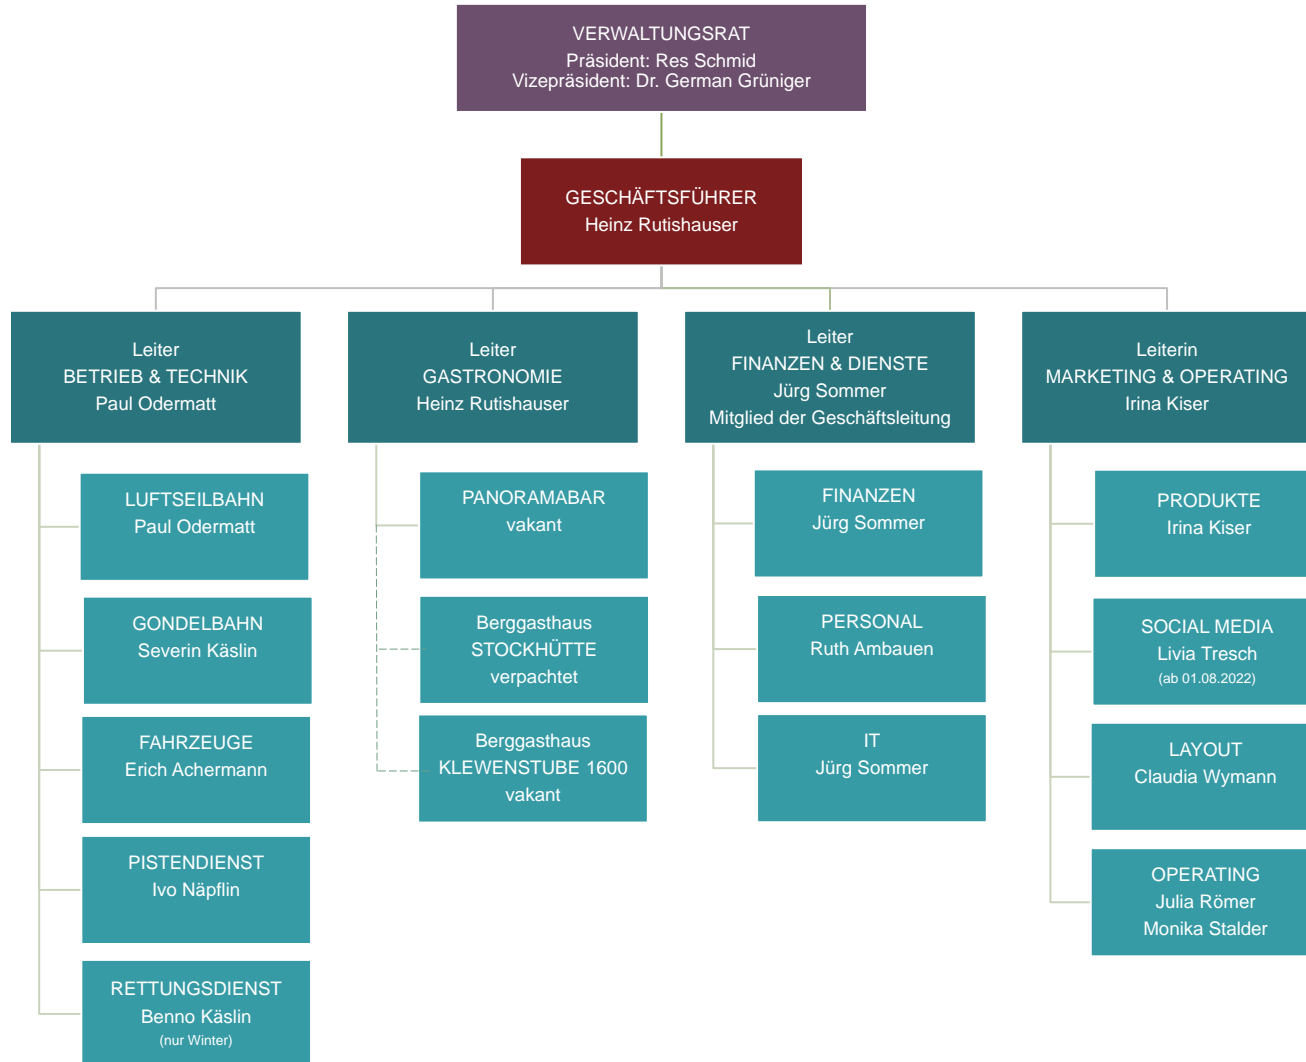 VERWALTUNGSRAT
Präsident: Res Schmid
Vizepräsident: Dr. German Grüniger
GESCHÄFTSFÜHRER
Heinz Rutishauser
Leiter
BETRIEB & TECHNIK
Paul Odermatt
LUFTSEILBAHN
Paul Odermatt
GONDELBAHN
Severin Käslin
FAHRZEUGE
Erich Achermann
PISTENDIENST
Ivo Näpflin
RETTUNGSDIENST
Benno Käslin
(nur Winter)
Leiter
GASTRONOMIE
Heinz Rutishauser
PANORAMABAR
vakant
Berggasthaus
STOCKHÜTTE
verpachtet
Berggasthaus
KLEWENSTUBE 1600
vakant
Leiter
FINANZEN & DIENSTE
Jürg Sommer
Mitglied der Geschäftsleitung
FINANZEN
Jürg Sommer
PERSONAL
Ruth Ambauen
IT
Jürg Sommer
Leiterin
MARKETING & OPERATING
Irina Kiser
PRODUKTE
Irina Kiser
SOCIAL MEDIA
Livia Tresch
(ab 01.08.2022)
LAYOUT
Claudia Wymann
OPERATING
Julia Römer
Monika Stalder